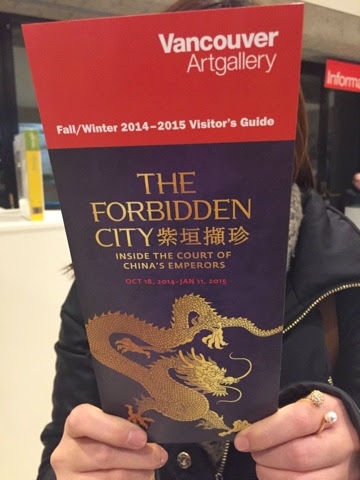 Vancouver
Artgallery
Fall/Winter 2014–2015 Visitor's Guide
THE
FORBIDDEN
CITY 紫垣擷珍
INSIDE THE COURT OF
CHINA'S EMPERORS
OCT 18, 2014–JAN 11, 2015